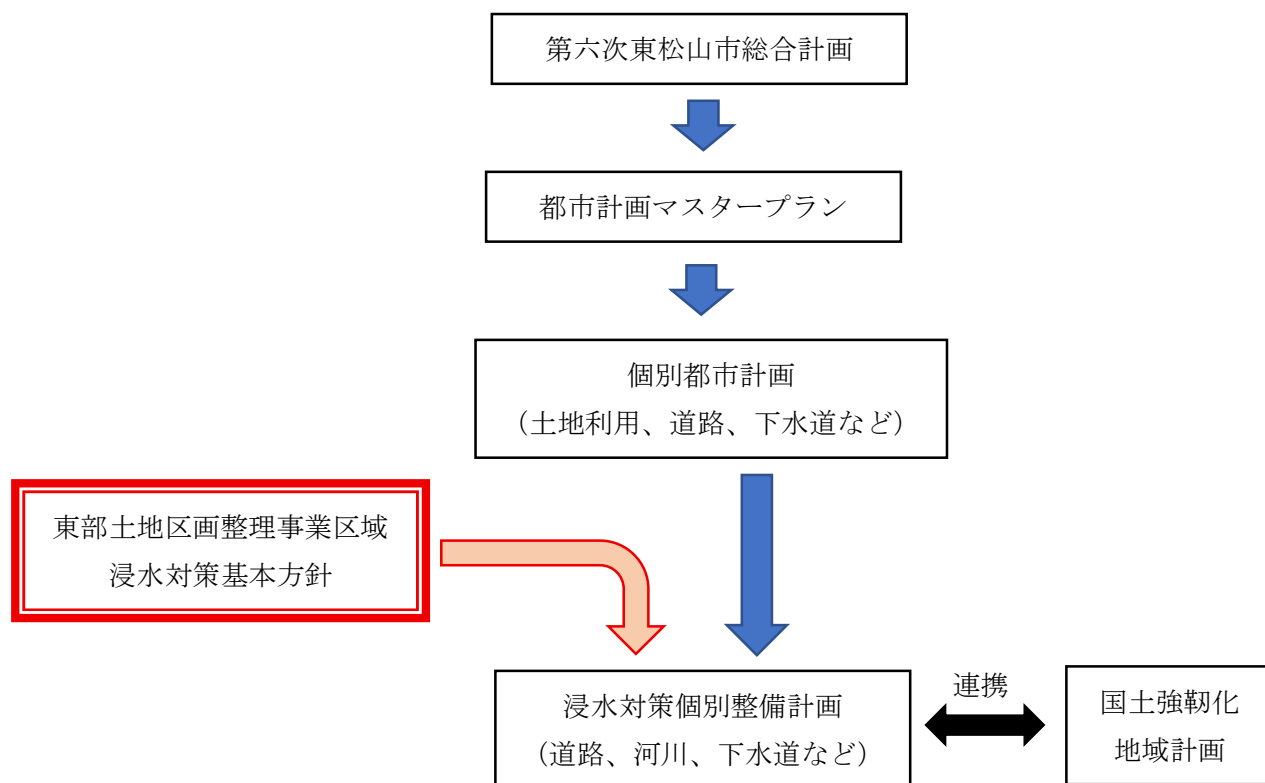 第六次東松山市総合計画
都市計画マスタープラン
個別都市計画
（土地利用、道路、下水道など）
東部土地区画整理事業区域
浸水対策基本方針
浸水対策個別整備計画
（道路、河川、下水道など）
連携
国土強靭化
地域計画